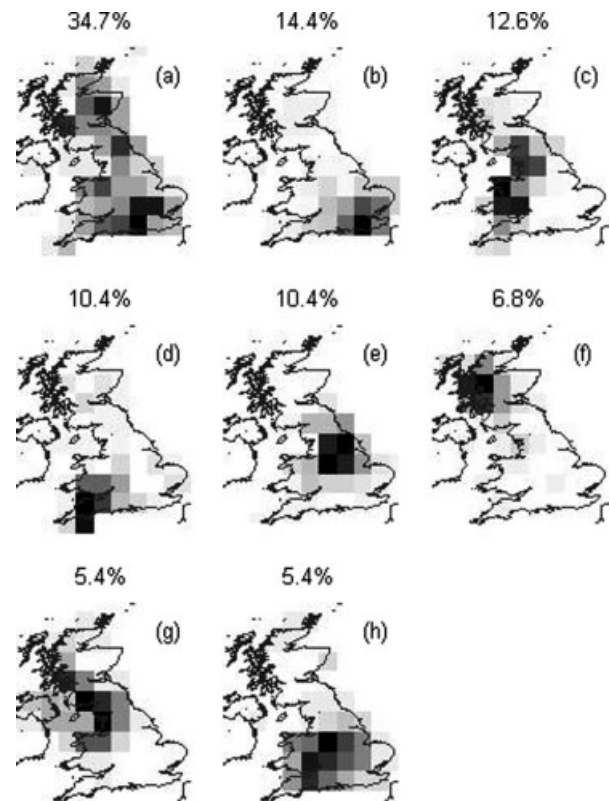 34.7% 14.4% 12.6%
(a) (b) (c)
10.4% 10.4% 6.8%
(d) (e) (f)
5.4% 5.4%
(g) (h)